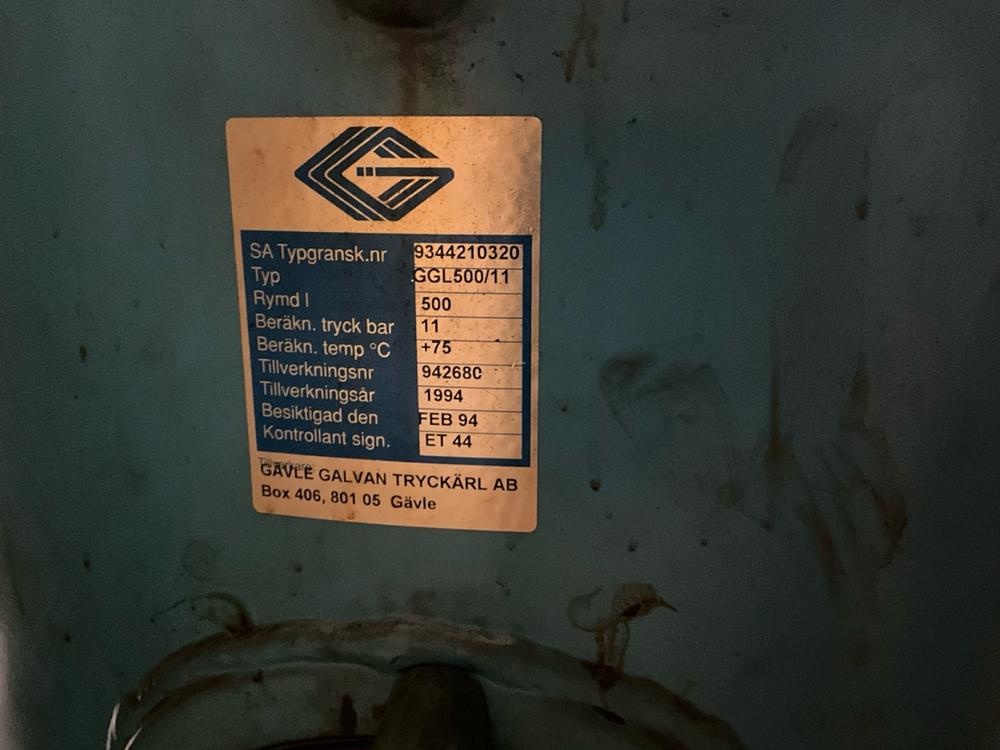 SA Typgransk.nr 9344210320
Typ GGL500/11
Rymd l 500
Beräkn. tryck bar 11
Beräkn. temp °C +75
Tillverkningsnr 942680
Tillverkningsår 1994
Besiktigad den FEB 94
Kontrollant sign. ET 44
Tillverkare:
GÄVLE GALVAN TRYCKÄRL AB
Box 406, 801 05 Gävle